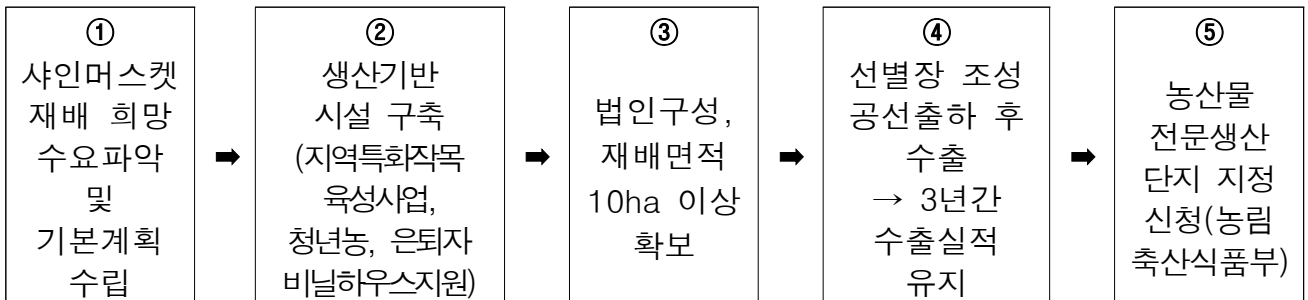 ①
샤인머스켓
재배 희망
수요파악
및
기본계획
수립
➡
②
생산기반
시설 구축
(지역특화작목
육성사업,
청년농, 은퇴자
비닐하우스지원)
➡
③
법인구성,
재배면적
10ha 이상
확보
➡
④
선별장 조성
공선출하 후
수출
→ 3년간
수출실적
유지
➡
⑤
농산물
전문생산
단지 지정
신청(농림
축산식품부)